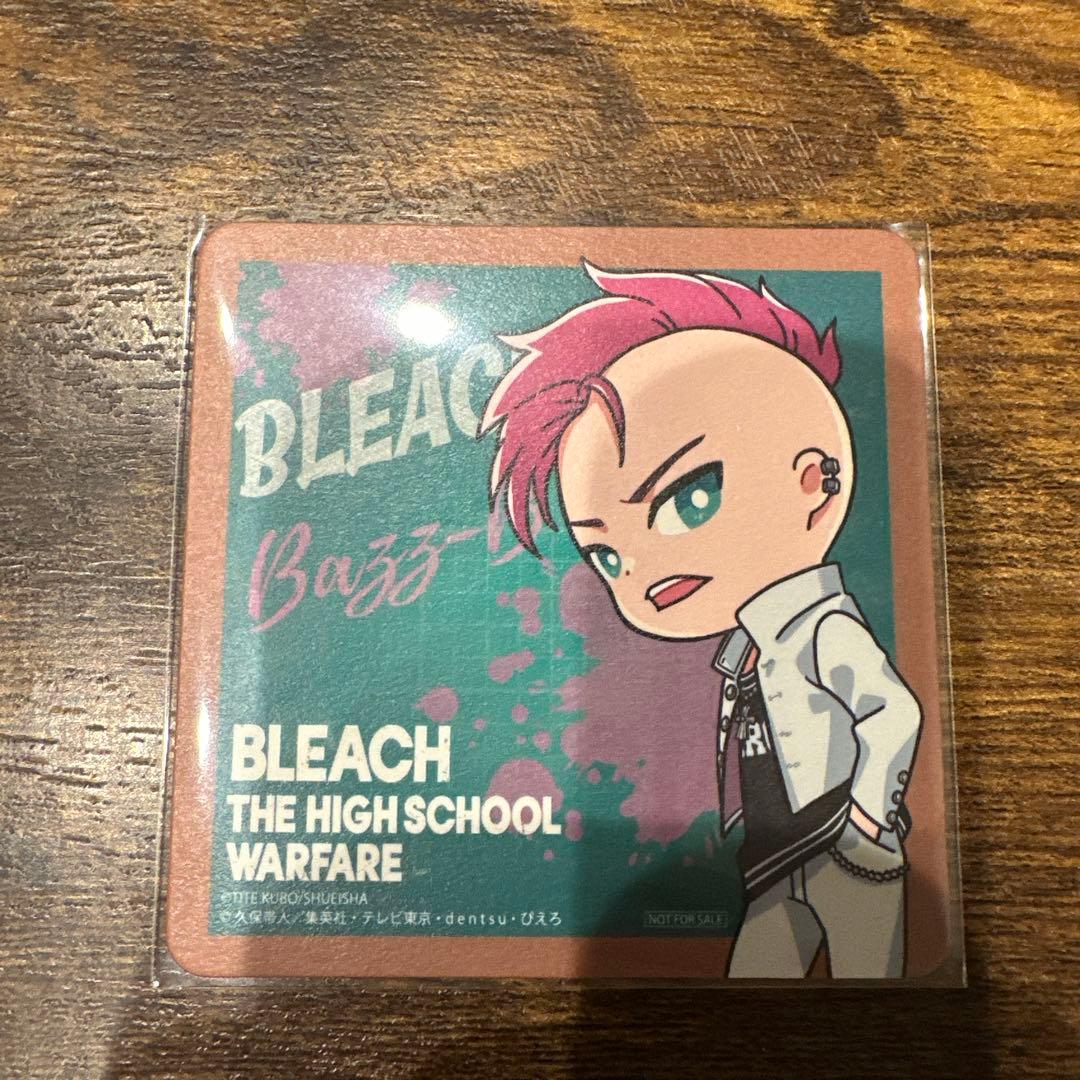 BLEAC
Bazz-B
BLEACH
THE HIGH SCHOOL
WARFARE
©TITE KUBO/SHUEISHA
©久保帯人/集英社・テレビ東京・dentsu・ぴえろ
NOT FOR SALE